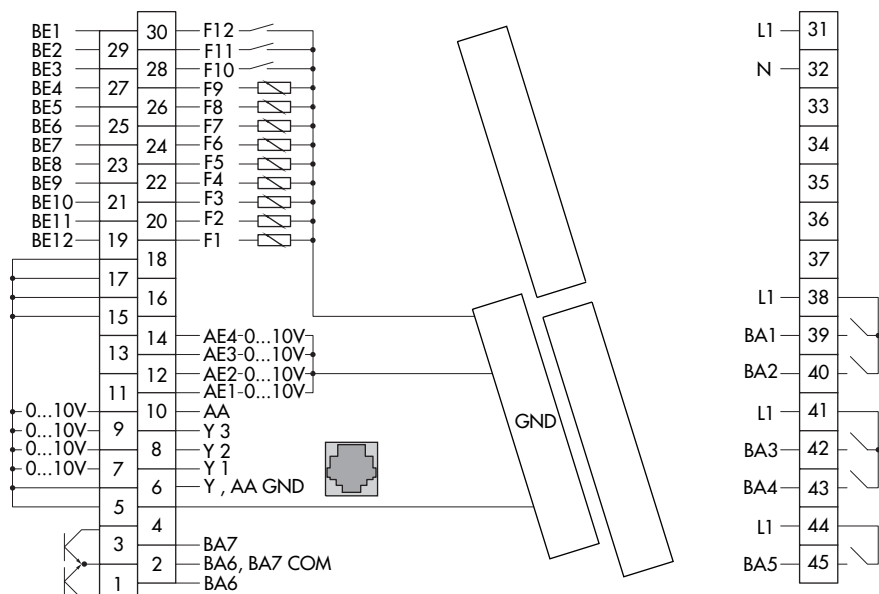 BE1 30 F12 L1 31
BE2 29 F11
BE3 28 F10 N 32
BE4 27 F9
BE5 26 F8 33
BE6 25 F7
BE7 24 F6 34
BE8 23 F5
BE9 22 F4 35
BE10 21 F3
BE11 20 F2 36
BE12 19 F1
18 37
17
16 L1 38
15
14 AE4 0...10V BA1 39
13 AE3 0...10V
12 AE2 0...10V BA2 40
11 AE1 0...10V
0...10V 10 AA L1 41
0...10V 9 Y 3 GND
0...10V 8 Y 2 BA3 42
0...10V 7 Y 1
6 Y , AA GND BA4 43
5
4 L1 44
3 BA7
2 BA6, BA7 COM BA5 45
1 BA6